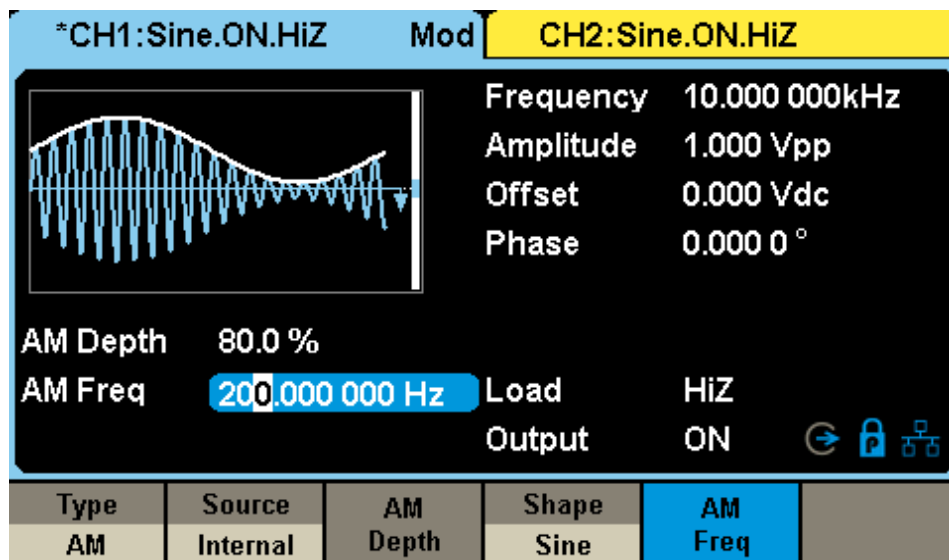 *CH1:Sine.ON.HiZ Mod CH2:Sine.ON.HiZ
Frequency 10.000 000kHz
Amplitude 1.000 Vpp
Offset 0.000 Vdc
Phase 0.000 0 °
AM Depth 80.0 %
AM Freq 200.000 000 Hz Load HiZ
Output ON P
Type Source AM Shape AM
AM Internal Depth Sine Freq